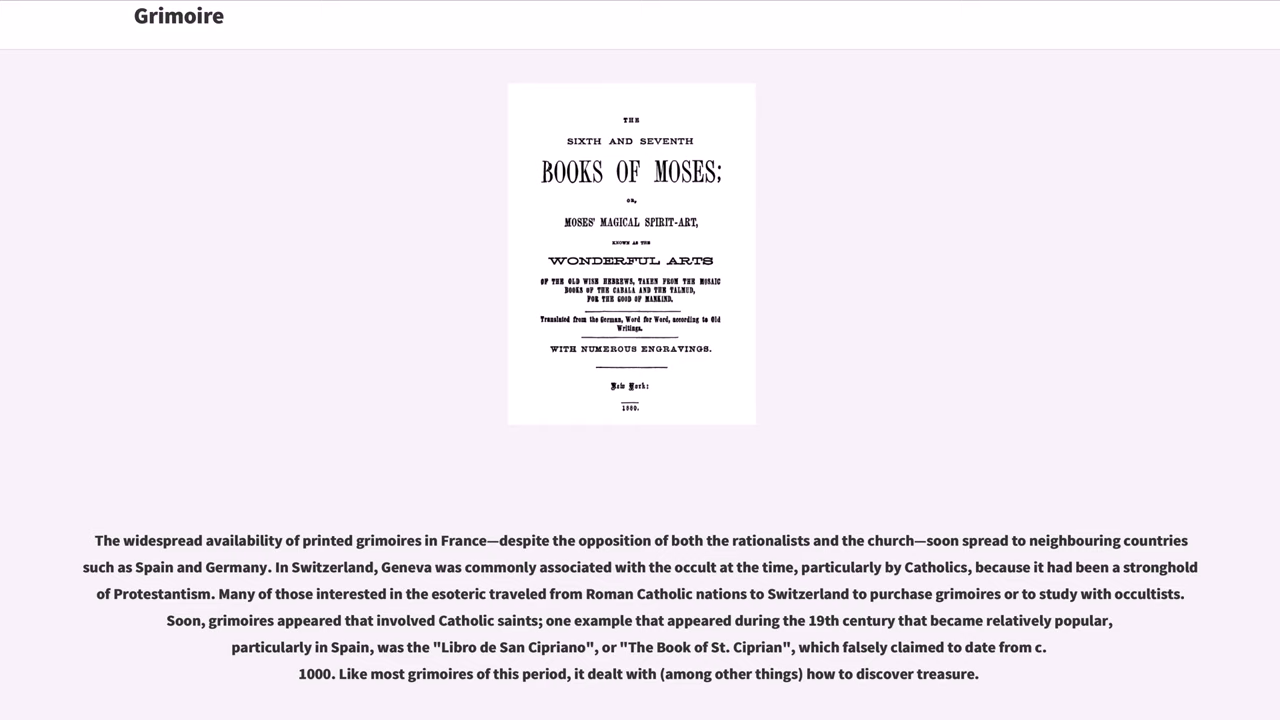 Grimoire
THE
SIXTH AND SEVENTH
BOOKS OF MOSES;
OR,
MOSES' MAGICAL SPIRIT-ART,
KNOWN AS THE
WONDERFUL ARTS
OF THE OLD WISE HEBREWS, TAKEN FROM THE MOSAIC
BOOKS OF THE CABALA AND THE TALMUD,
FOR THE GOOD OF MANKIND.
Translated from the German, Word for Word, according to Old
Writings.
WITH NUMEROUS ENGRAVINGS.
New York:
1880.
The widespread availability of printed grimoires in France—despite the opposition of both the rationalists and the church—soon spread to neighbouring countries
such as Spain and Germany. In Switzerland, Geneva was commonly associated with the occult at the time, particularly by Catholics, because it had been a stronghold
of Protestantism. Many of those interested in the esoteric traveled from Roman Catholic nations to Switzerland to purchase grimoires or to study with occultists.
Soon, grimoires appeared that involved Catholic saints; one example that appeared during the 19th century that became relatively popular,
particularly in Spain, was the "Libro de San Cipriano", or "The Book of St. Ciprian", which falsely claimed to date from c.
1000. Like most grimoires of this period, it dealt with (among other things) how to discover treasure.